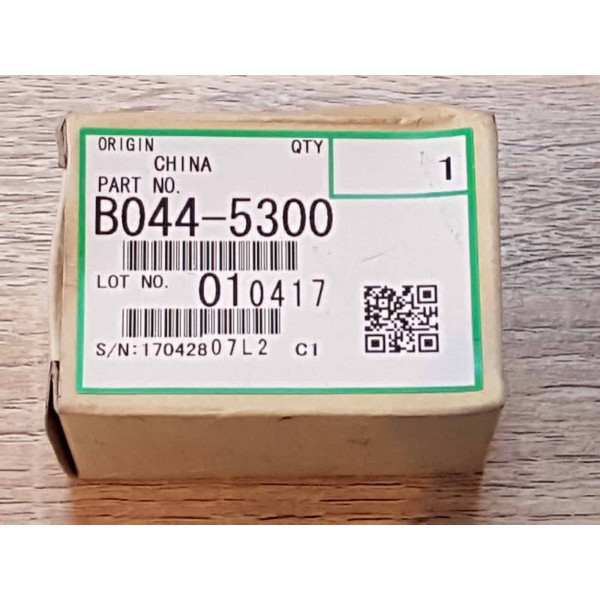 ORIGIN QTY
CHINA 1
PART NO.
B044-5300
LOT NO. 010417
S/N:17042807L2 C1